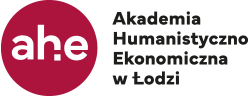 ahe
Akademia
Humanistyczno
Ekonomiczna
w Łodzi